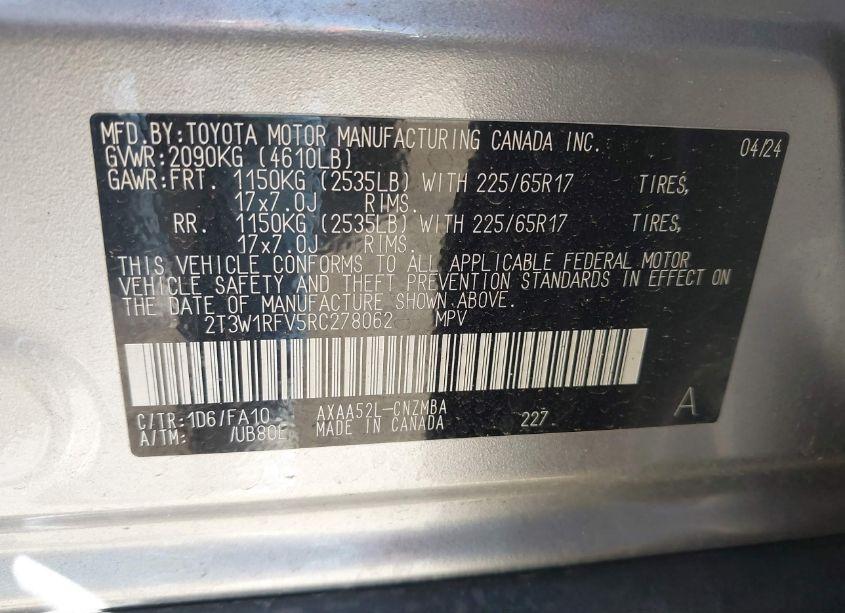 MFD.BY:TOYOTA MOTOR MANUFACTURING CANADA INC. 04/24
GVWR:2090KG (4610LB)
GAWR:FRT. 1150KG (2535LB) WITH 225/65R17 TIRES,
17x7.0J RIMS.
RR. 1150KG (2535LB) WITH 225/65R17 TIRES,
17x7.0J RIMS.
THIS VEHICLE CONFORMS TO ALL APPLICABLE FEDERAL MOTOR
VEHICLE SAFETY AND THEFT PREVENTION STANDARDS IN EFFECT ON
THE DATE OF MANUFACTURE SHOWN ABOVE.
2T3W1RFV5RC278062 MPV
C/TR:1D6/FA10 AXAA52L-CNZMBA 227 A
A/TM: /UB80E MADE IN CANADA